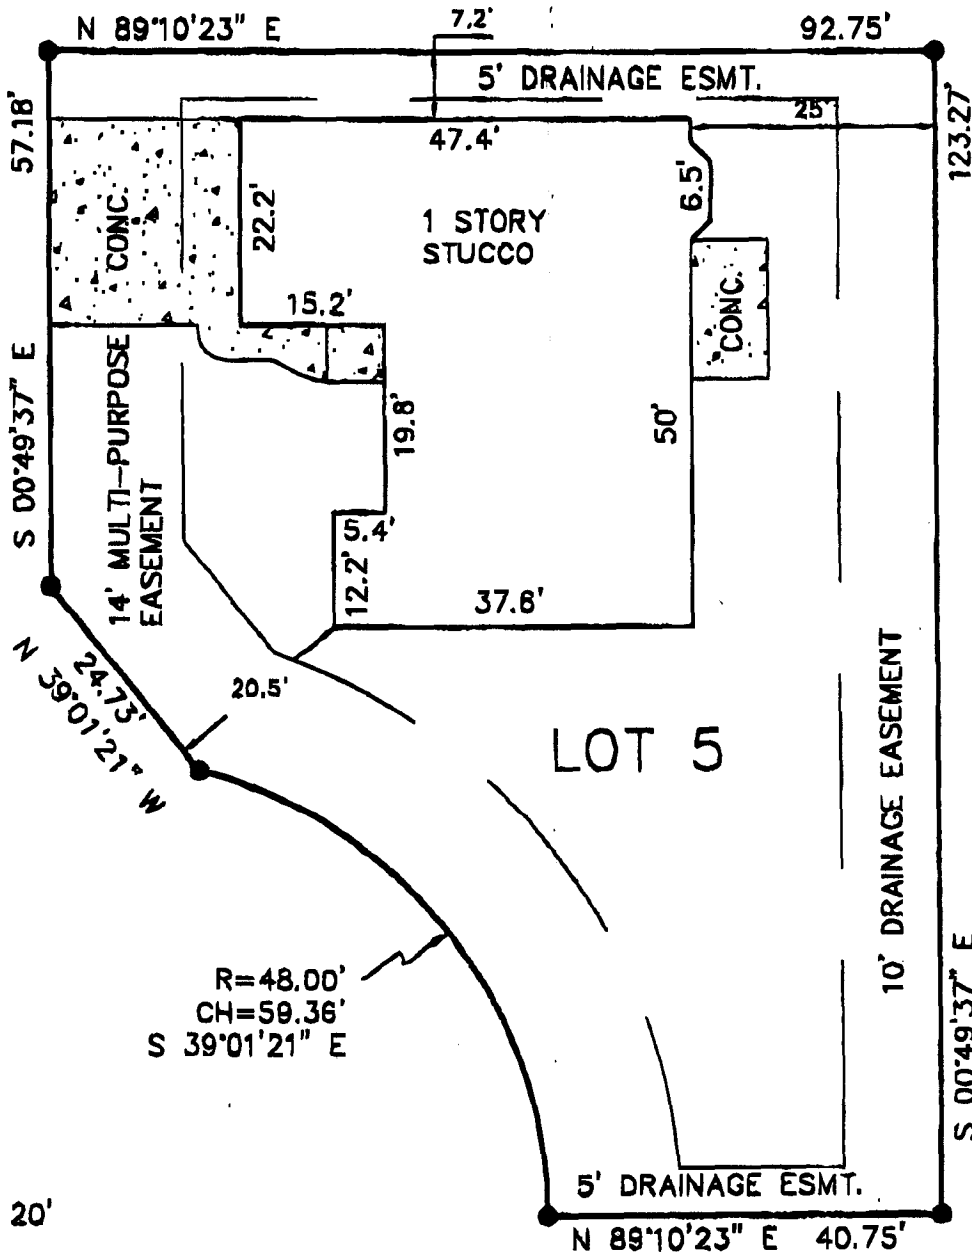 N 89°10'23" E
7.2'
92.75'
5' DRAINAGE ESMT.
57.18'
25'
123.27'
47.4'
6.5'
CONC.
22.2'
1 STORY
STUCCO
15.2'
CONC.
S 00°49'37" E
14' MULTI-PURPOSE
EASEMENT
19.8'
50'
5.4'
12.2'
37.6'
24.73'
N 39°01'21" W
20.5'
LOT 5
10' DRAINAGE EASEMENT
R=48.00'
CH=59.36'
S 39°01'21" E
S 00°49'37" E
5' DRAINAGE ESMT.
20'
N 89°10'23" E 40.75'